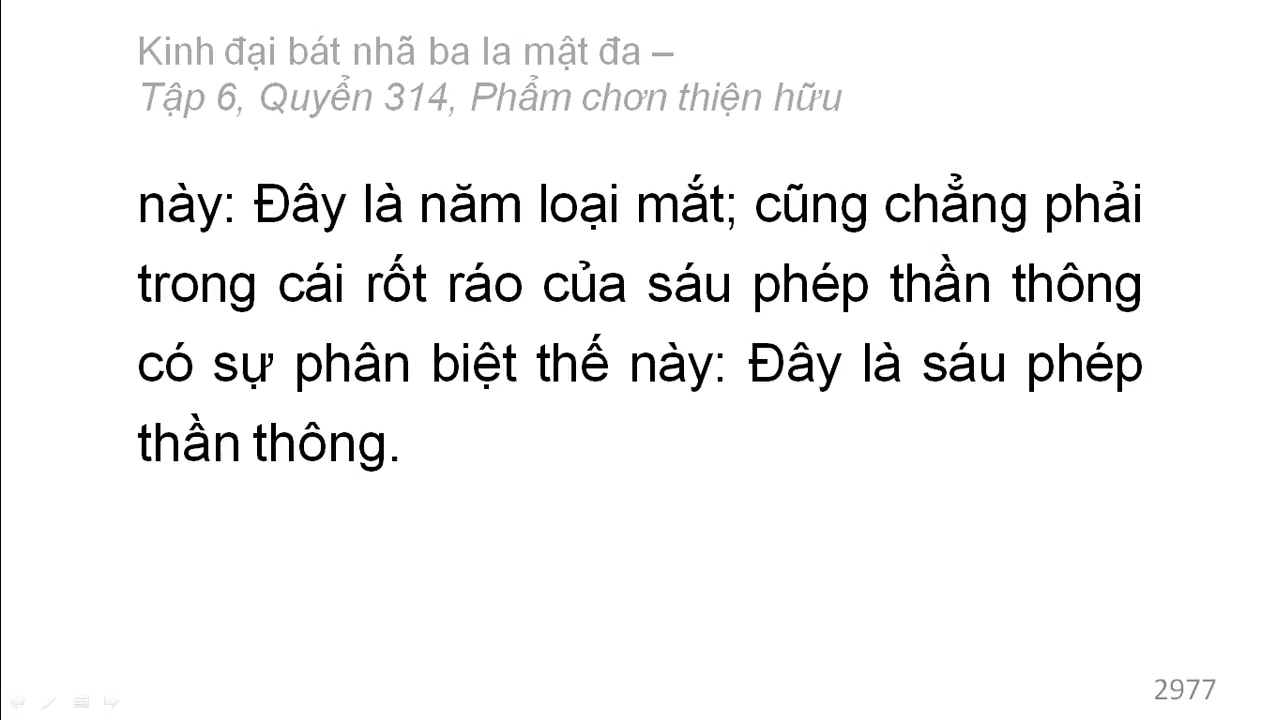 Kinh đại bát nhã ba la mật đa –
Tập 6, Quyển 314, Phẩm chơn thiện hữu
này: Đây là năm loại mắt; cũng chẳng phải
trong cái rốt ráo của sáu phép thần thông
có sự phân biệt thế này: Đây là sáu phép
thần thông.
2977